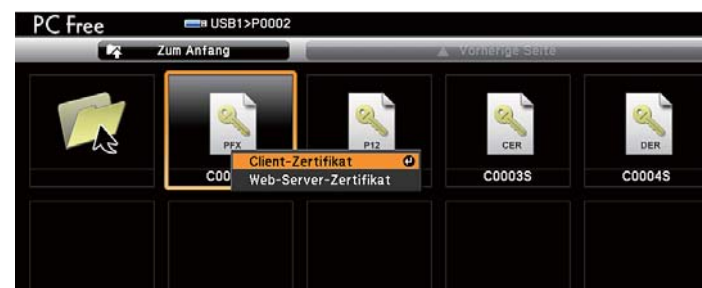 PC Free
USB1>P0002
Zum Anfang
▲ Vorherige Seite
PFX
P12
CER
DER
Client-Zertifikat
Web-Server-Zertifikat
C00
C0003S
C0004S